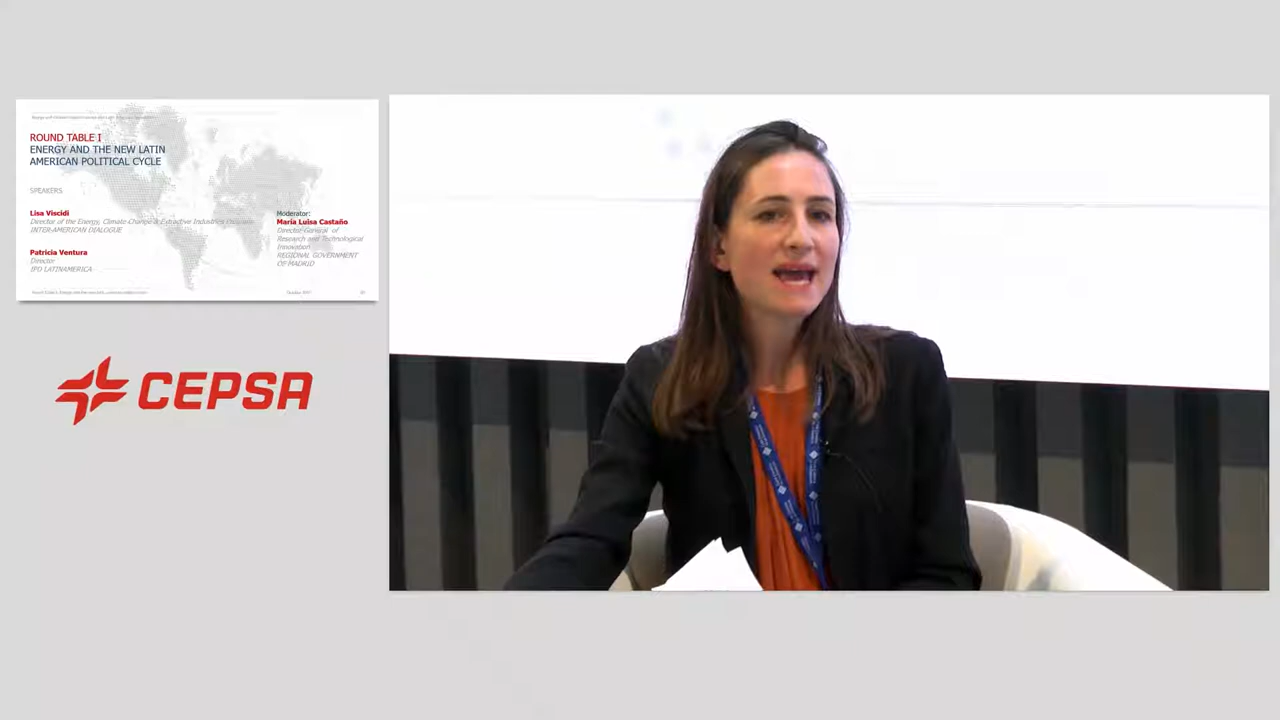 ROUND TABLE I
ENERGY AND THE NEW LATIN
AMERICAN POLITICAL CYCLE
SPEAKERS
Lisa Viscidi
Director of the Energy, Climate Change & Extractive Industries Program
INTER-AMERICAN DIALOGUE
Patricia Ventura
Director
IPD LATINAMERICA
Moderator:
María Luisa Castaño
Director-General of
Research and Technological
Innovation
REGIONAL GOVERNMENT
OF MADRID
October 2017
CEPSA